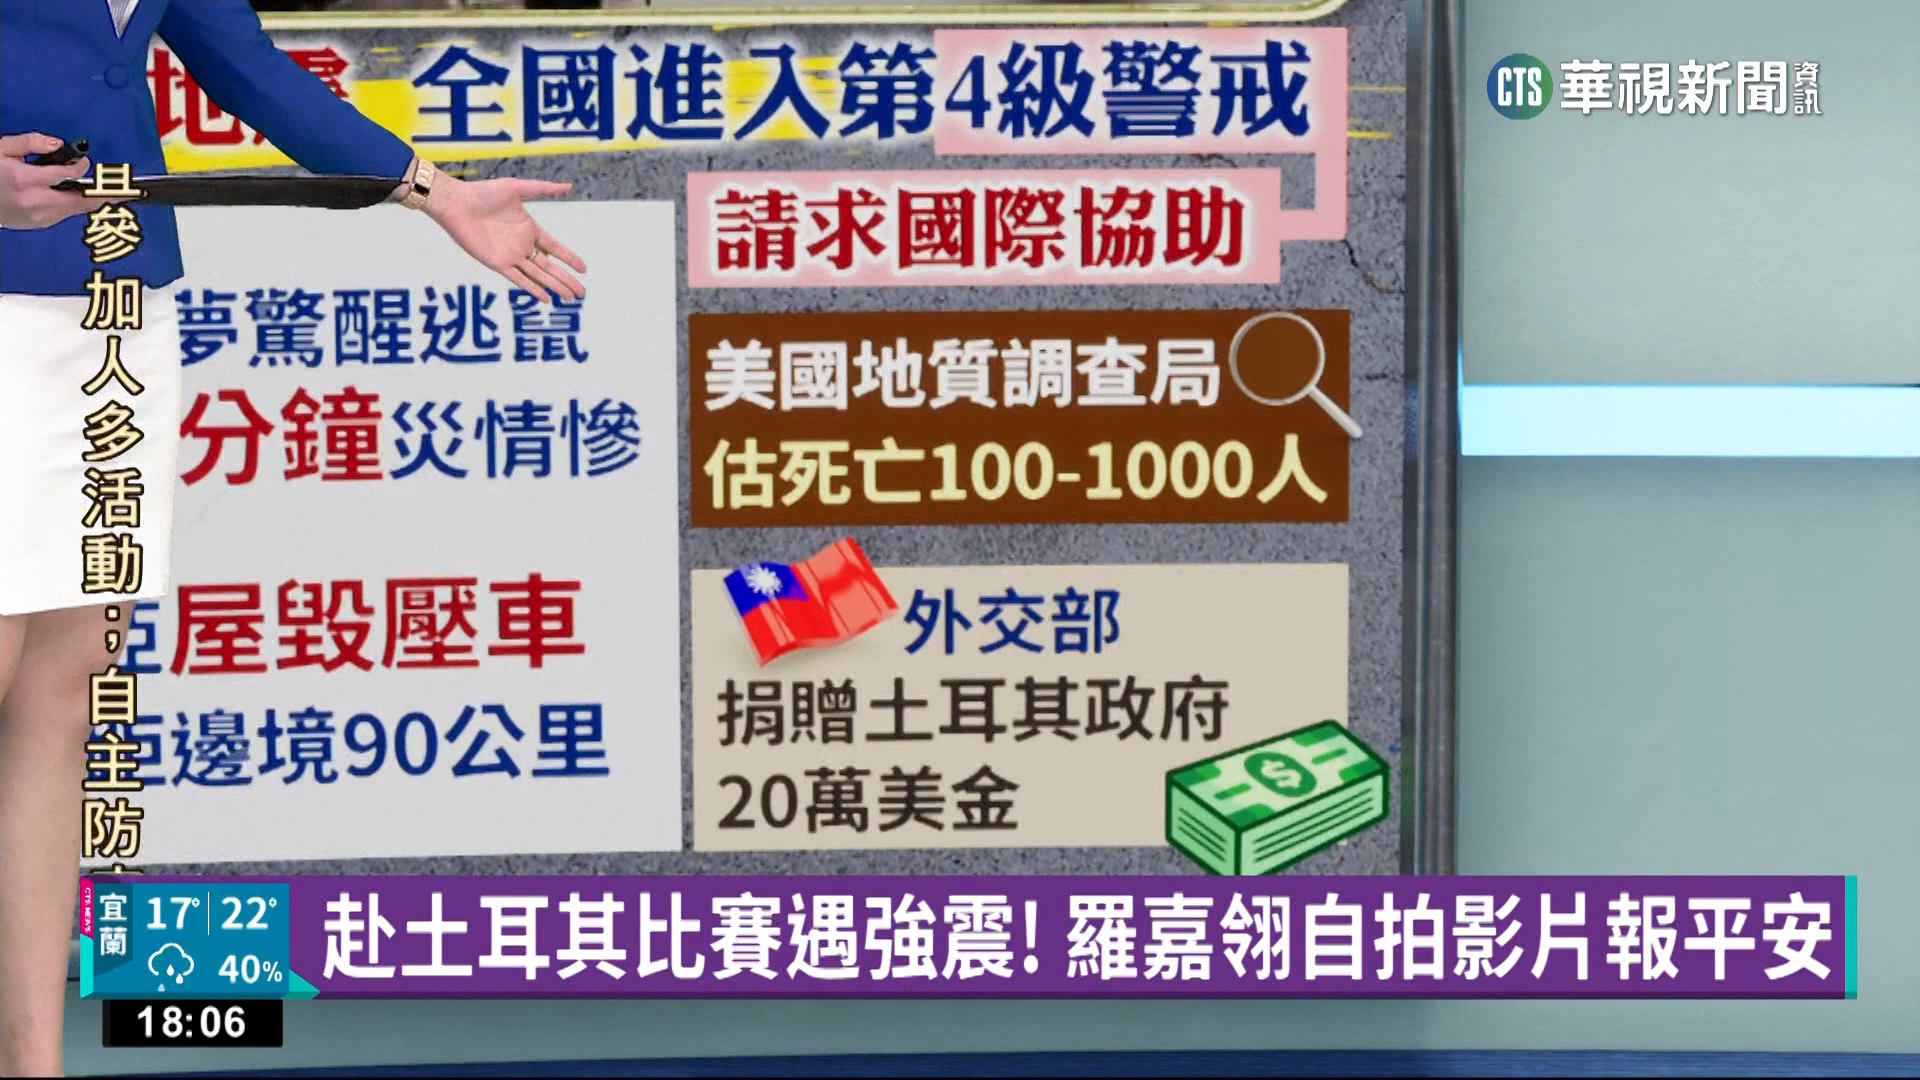 地震 全國進入第4級警戒
CTS 華視新聞資訊
請求國際協助
夢驚醒逃竄
分鐘災情慘
屋毀壓車
邊境90公里
美國地質調查局
估死亡100-1000人
外交部
捐贈土耳其政府
20萬美金
參加人多活動；自主防
宜蘭 17° 22° 40%
赴土耳其比賽遇強震！羅嘉翎自拍影片報平安
18:06